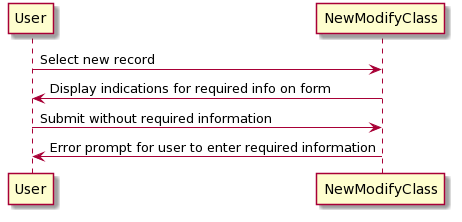 User
NewModifyClass
Select new record
Display indications for required info on form
Submit without required information
Error prompt for user to enter required information
User
NewModifyClass